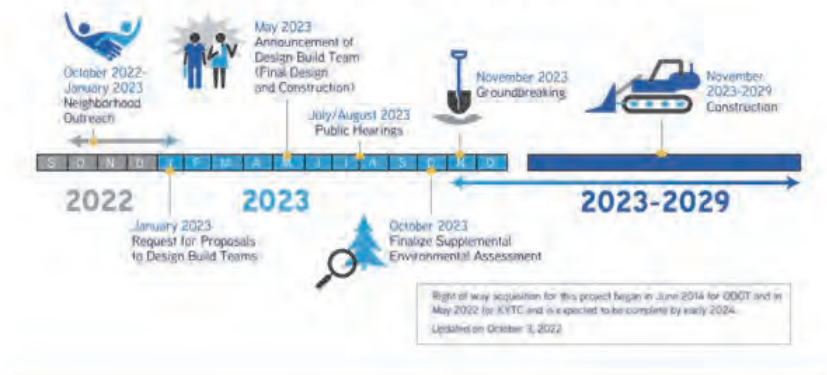 October 2022-
January 2023
Neighborhood
Outreach
May 2023
Announcement of
Design Build Team
(Final Design
and Construction)
July/August 2023
Public Hearings
November 2023
Groundbreaking
November
2023-2029
Construction
S O N D J F M A M J J A S O N D
2022
2023
2023-2029
January 2023
Request for Proposals
to Design Build Teams
October 2023
Finalize Supplemental
Environmental Assessment
Right of way acquisition for this project began in June 2014 for ODOT and in
May 2022 for KYTC and is expected to be complete by early 2024.
Updated on October 3, 2022